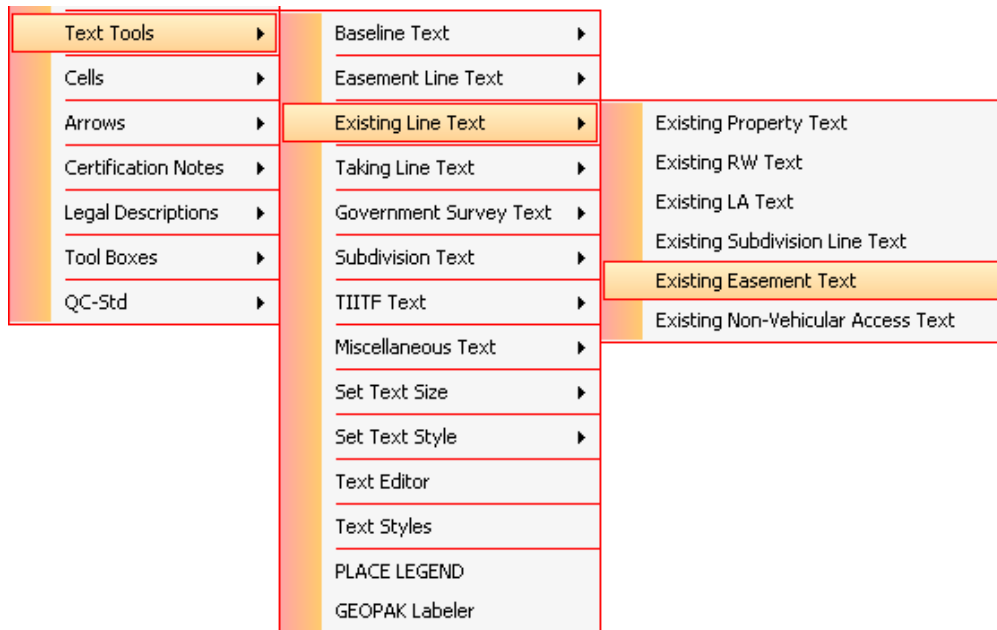 Text Tools
Cells
Arrows
Certification Notes
Legal Descriptions
Tool Boxes
QC-Std
Baseline Text
Easement Line Text
Existing Line Text
Taking Line Text
Government Survey Text
Subdivision Text
TIITF Text
Miscellaneous Text
Set Text Size
Set Text Style
Text Editor
Text Styles
PLACE LEGEND
GEOPAK Labeler
Existing Property Text
Existing RW Text
Existing LA Text
Existing Subdivision Line Text
Existing Easement Text
Existing Non-Vehicular Access Text